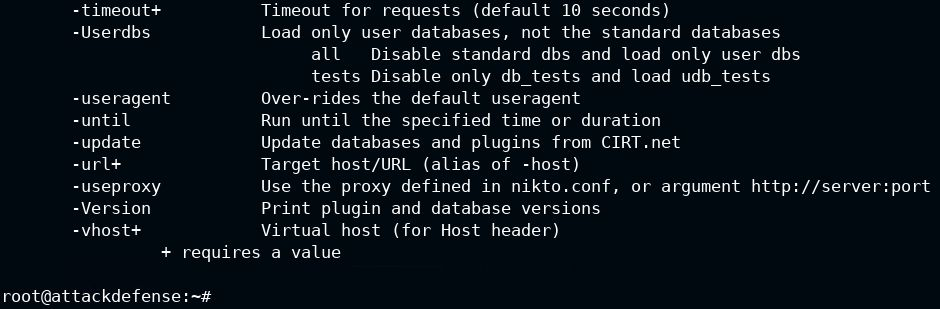 -timeout+ Timeout for requests (default 10 seconds)
-Userdbs Load only user databases, not the standard databases
all Disable standard dbs and load only user dbs
tests Disable only db_tests and load udb_tests
-useragent Over-rides the default useragent
-until Run until the specified time or duration
-update Update databases and plugins from CIRT.net
-url+ Target host/URL (alias of -host)
-useproxy Use the proxy defined in nikto.conf, or argument http://server:port
-Version Print plugin and database versions
-vhost+ Virtual host (for Host header)
+ requires a value
root@attackdefense:~#